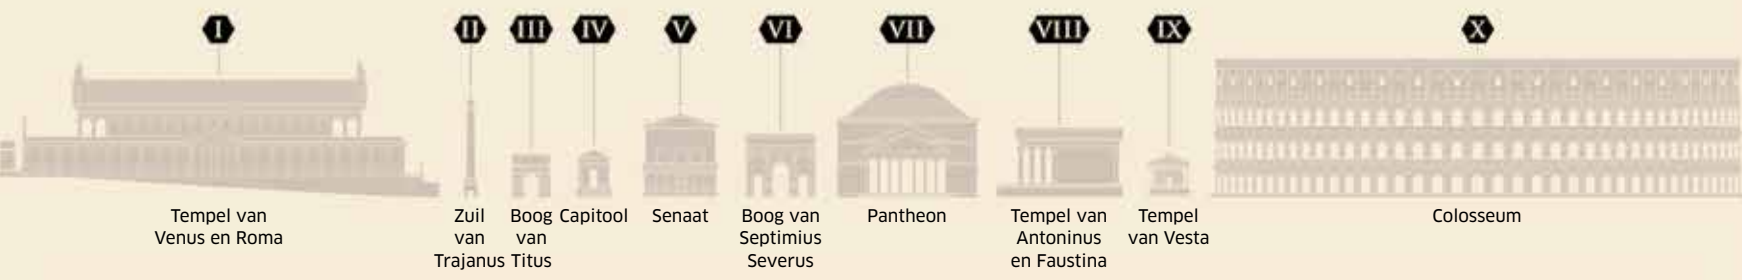 I II III IV V VI VII VIII IX X
Tempel van
Venus en Roma
Zuil
van
Trajanus
Boog
van
Titus
Capitool
Senaat
Boog van
Septimius
Severus
Pantheon
Tempel van
Antoninus
en Faustina
Tempel
van Vesta
Colosseum